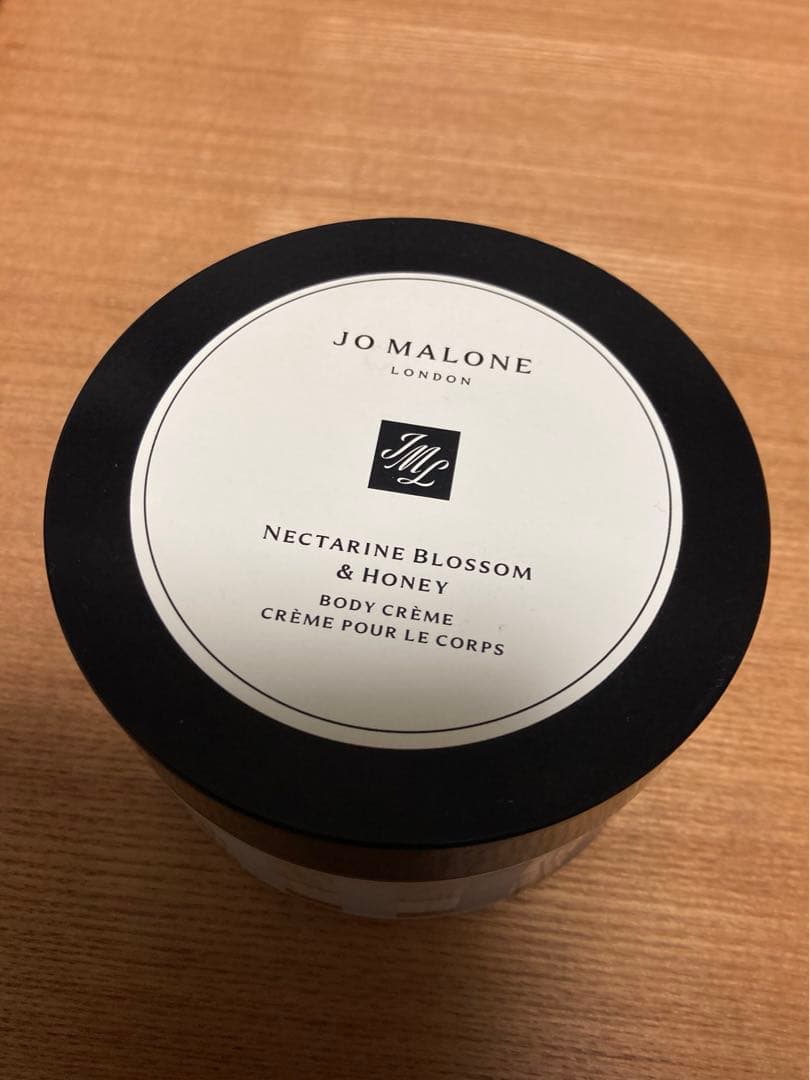 JO MALONE
LONDON
JML
NECTARINE BLOSSOM
& HONEY
BODY CRÈME
CRÈME POUR LE CORPS